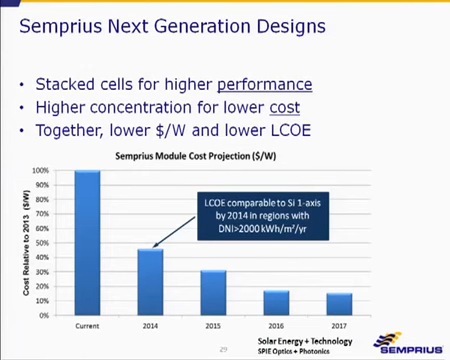 Semprius Next Generation Designs
• Stacked cells for higher performance
• Higher concentration for lower cost
• Together, lower $/W and lower LCOE
Semprius Module Cost Projection ($/W)
Cost Relative to 2013 ($/W)
100%
90%
80%
70%
60%
50%
40%
30%
20%
10%
0%
LCOE comparable to Si 1-axis
by 2014 in regions with
DNI>2000 kWh/m²/yr
Current 2014 2015 2016 2017
29
Solar Energy + Technology
SPIE Optics + Photonics
SEMPRIUS